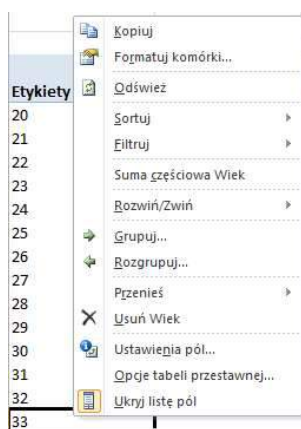 Kopiuj
Formatuj komórki...
Etykiety
Odśwież
20
Sortuj
21
Filtruj
22
Suma częściowa Wiek
23
24
Rozwiń/Zwiń
25
Grupuj...
26
Rozgrupuj...
27
Przenieś
28
Usuń Wiek
29
30
Ustawienia pól...
31
Opcje tabeli przestawnej...
32
Ukryj listę pól
33